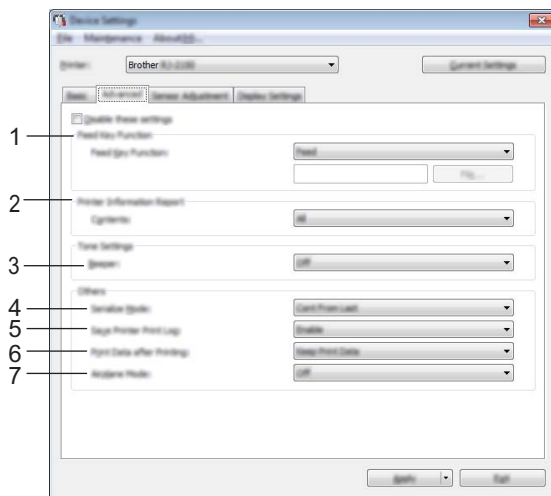 Device Settings
File Maintenance About
Printer: Brother RJ-2100 Current Settings
Basic Advanced Sensor Adjustment Display Settings
Disable these settings
1
Feed Key Function
Feed Key Function: Feed
File...
2
Printer Information Report
Contents: All
Tone Settings
3
Beeper: Off
Others
4
Serialize Mode: Cont From Last
5
Save Printer Print Log: Enable
6
Print Data after Printing: Keep Print Data
7
Airplane Mode: Off
Apply Exit